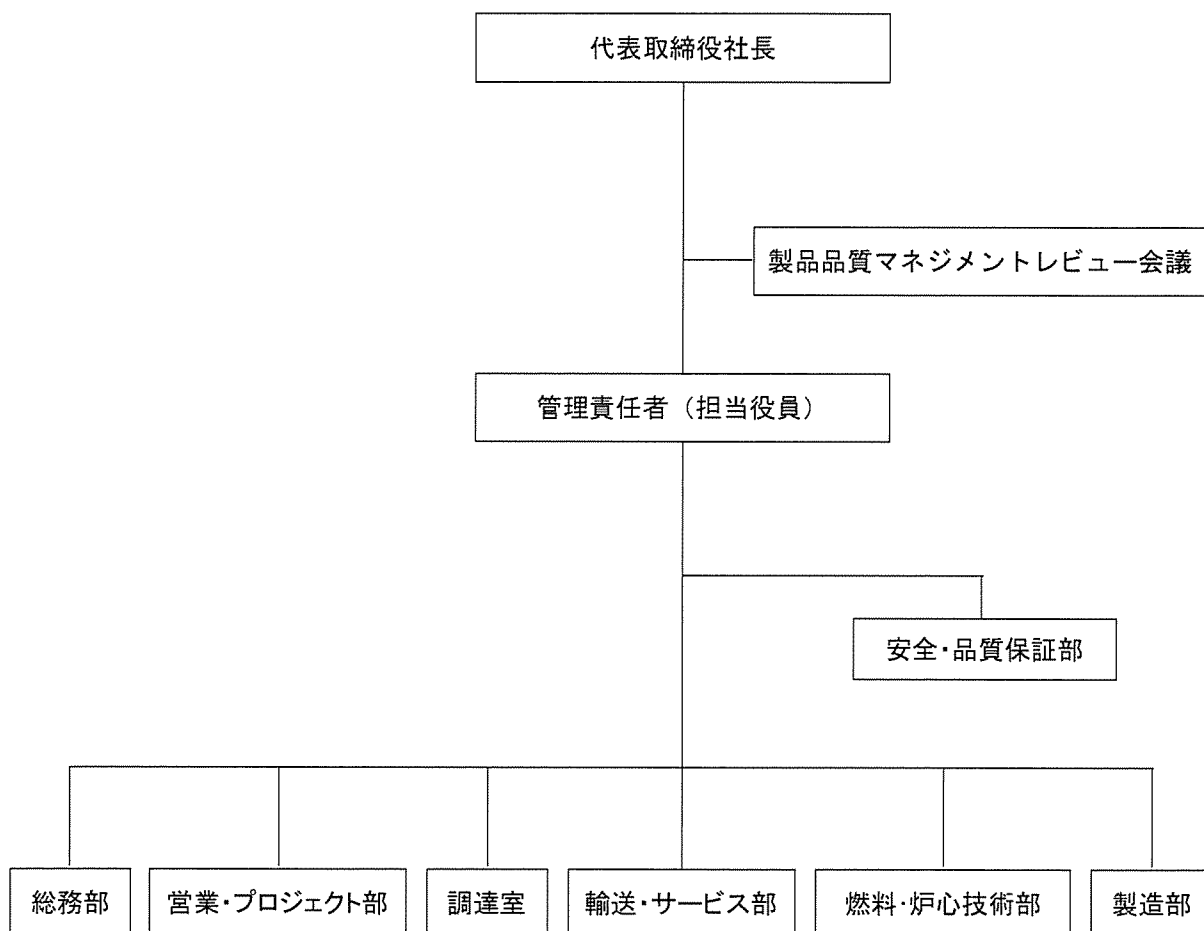 代表取締役社長
製品品質マネジメントレビュー会議
管理責任者（担当役員）
安全・品質保証部
総務部
営業・プロジェクト部
調達室
輸送・サービス部
燃料・炉心技術部
製造部